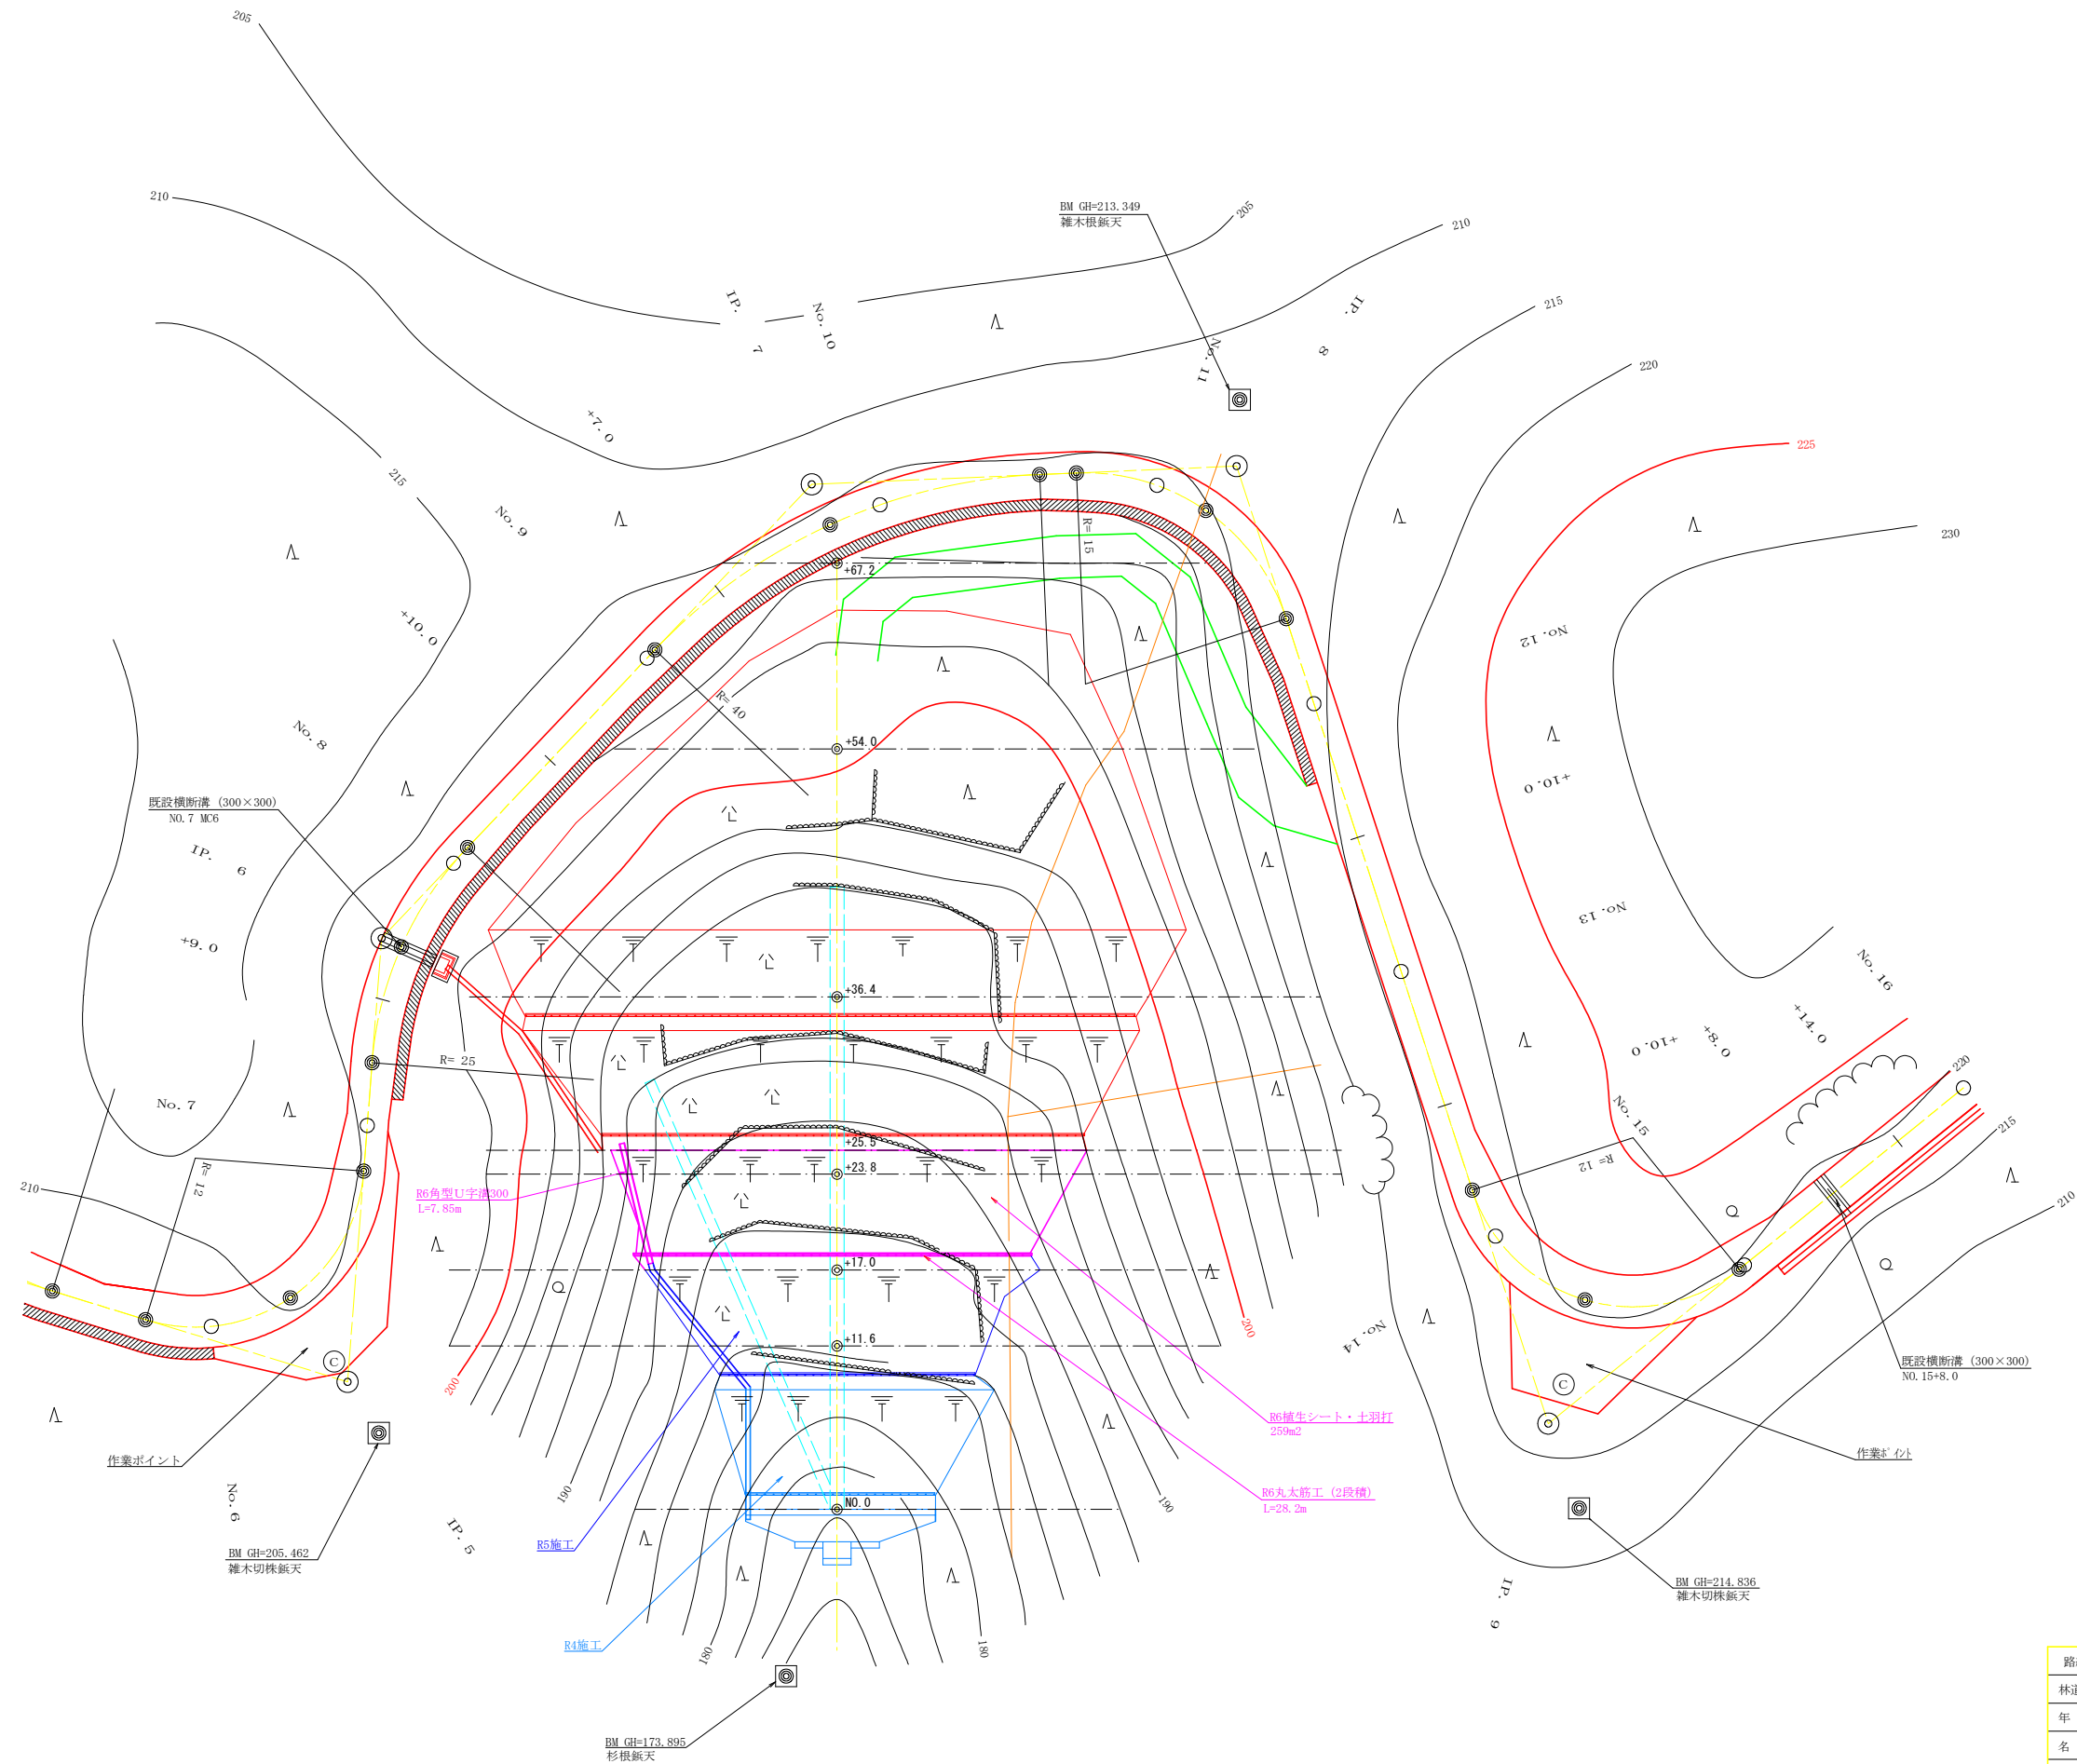 205
210
BM GH=213.349
雑木根鋲天
205
210
IP. 7
No.10
No.11
IP. 8
215
220
225
230
+7.0
215
No.9
R= 15
+67.2
+10.0
No.12
R= 40
+54.0
No.8
+10.0
既設横断溝 (300×300)
NO.7 MC6
IP. 6
No.13
+9.0
+36.4
No.16
+14.0
+8.0
+10.0
R= 25
220
No.7
No.15
215
+25.5
R= 12
R= 12
+23.8
210
R6角型U字溝300
L=7.85m
210
+17.0
200
No.14
+11.6
200
既設横断溝 (300×300)
NO.15+8.0
C
C
R6植生シート・土羽打
259m2
作業ポイント
作業ポイント
190
190
R6丸太筋工 (2段積)
L=28.2m
NO.0
No.6
IP. 5
R5施工
BM GH=205.462
雑木切株鋲天
BM GH=214.836
雑木切株鋲天
IP. 9
R4施工
180
180
BM GH=173.895
杉根鋲天
路
林道
年
名